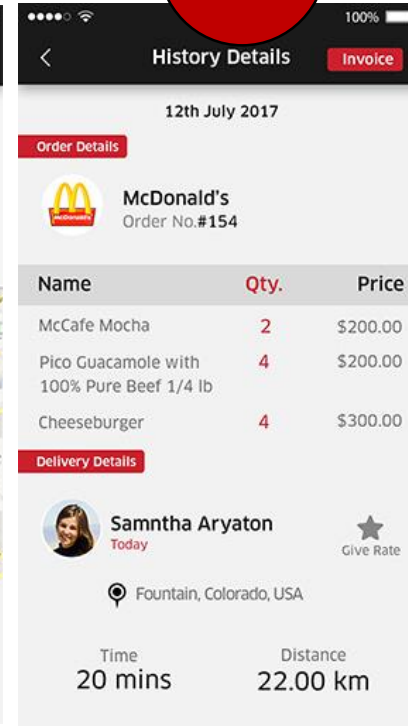 100%
History Details
Invoice
12th July 2017
Order Details
McDonald's
McDonald's
Order No.#154
Name Qty. Price
McCafe Mocha 2 $200.00
Pico Guacamole with 4 $200.00
100% Pure Beef 1/4 lb
Cheeseburger 4 $300.00
Delivery Details
Samntha Aryaton
Today
Give Rate
Fountain, Colorado, USA
Time Distance
20 mins 22.00 km